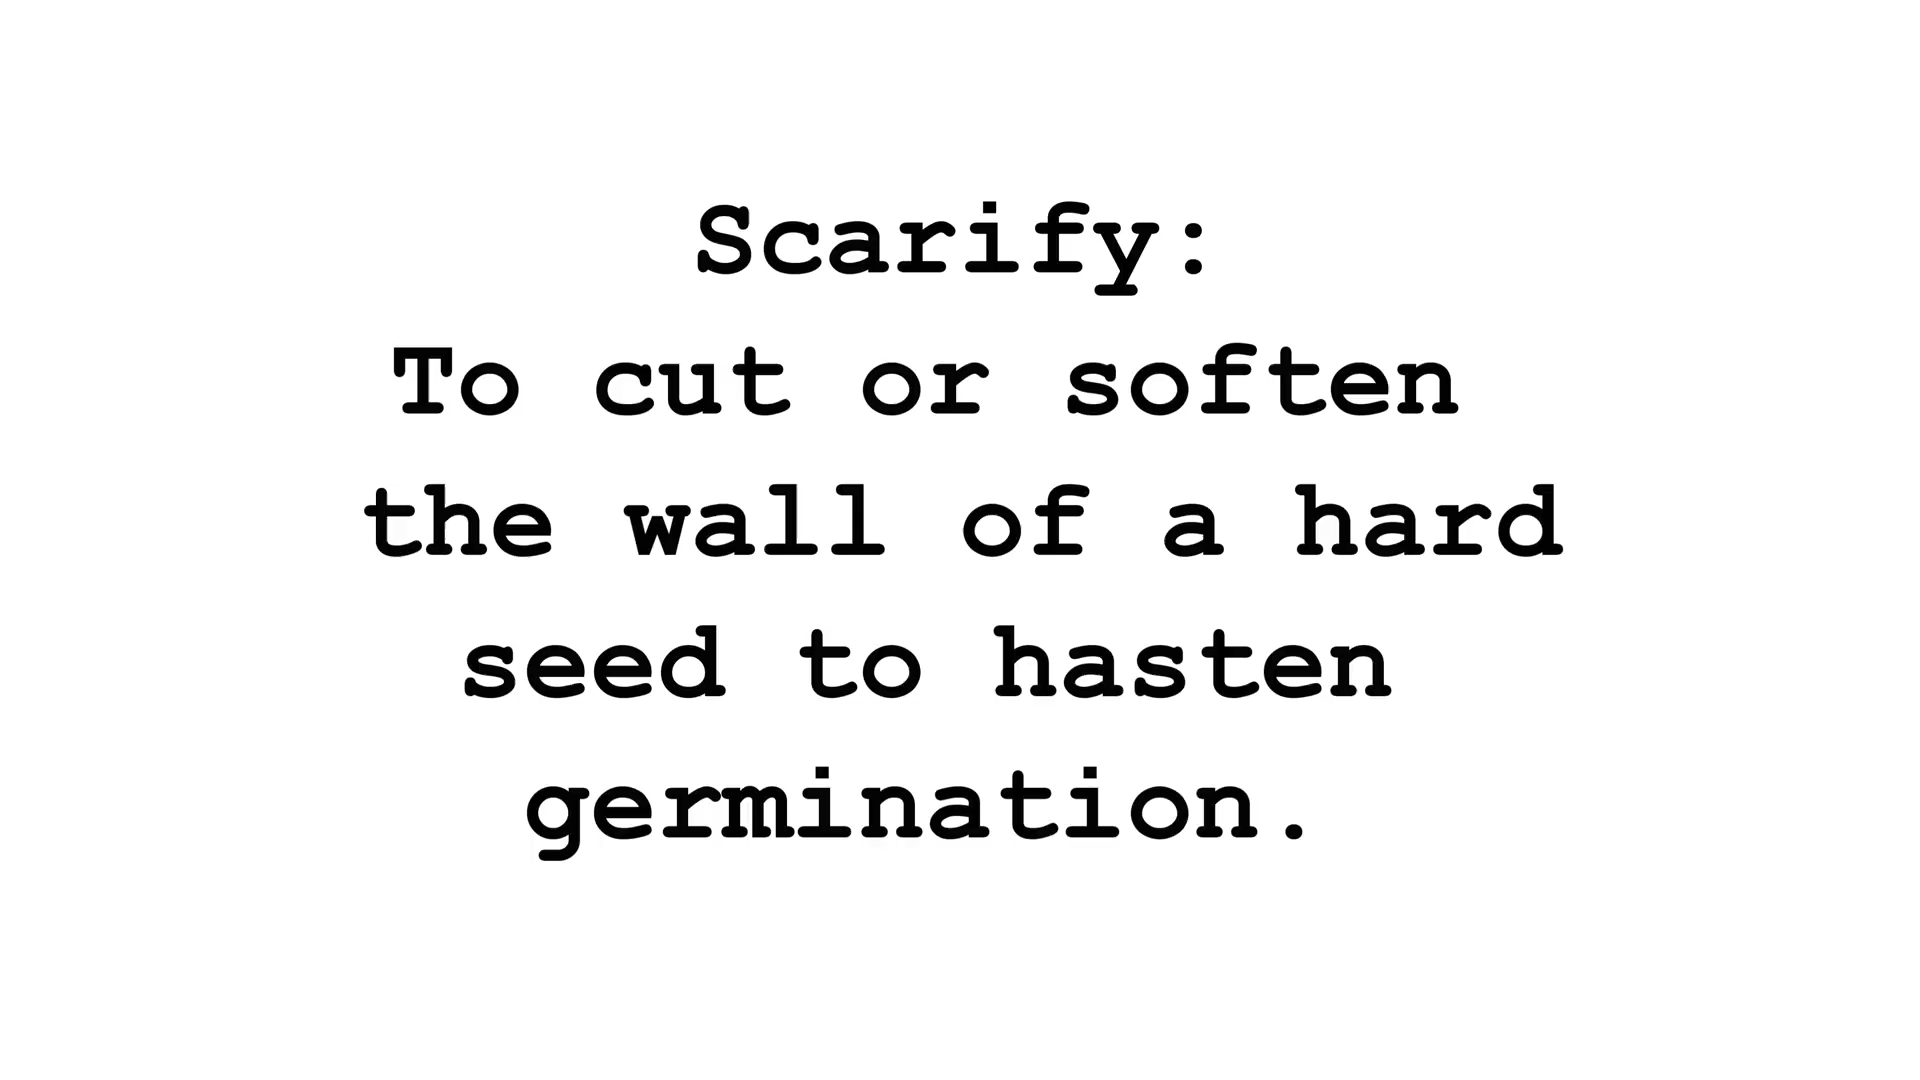 Scarify:
To cut or soften
the wall of a hard
seed to hasten
germination.